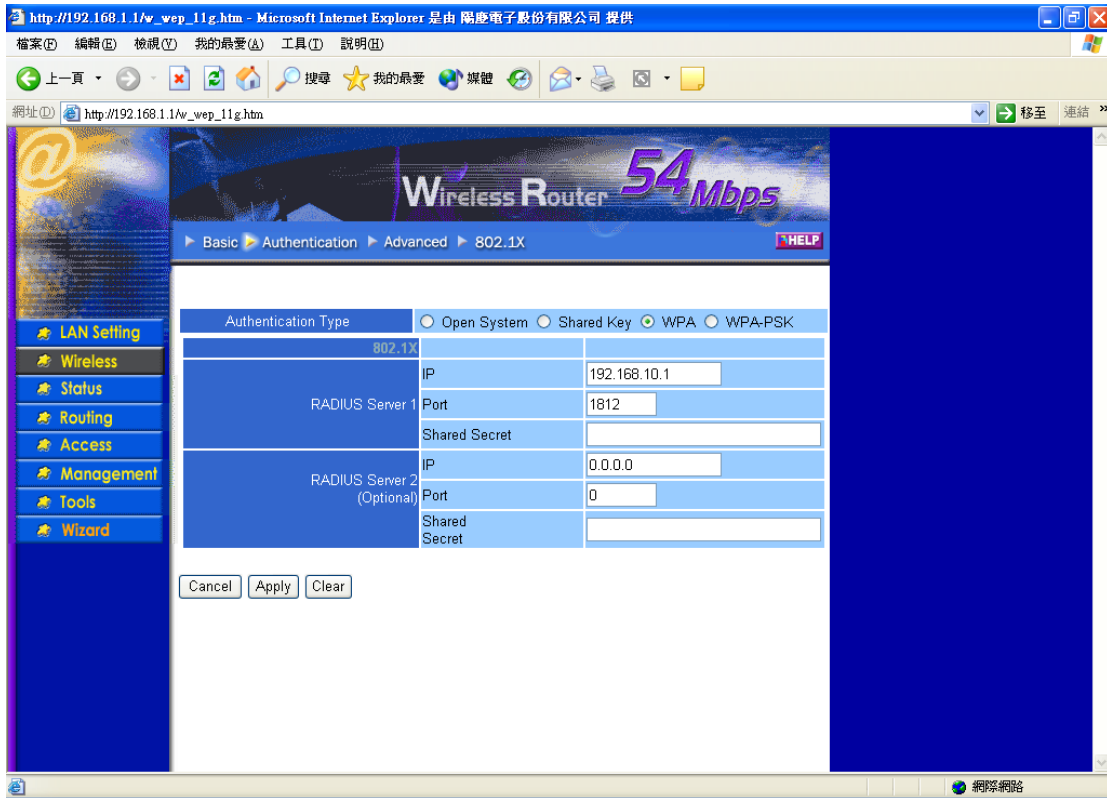 http://192.168.1.1/w_wep_11g.htm - Microsoft Internet Explorer 是由 陽慶電子股份有限公司 提供
檔案(F) 編輯(E) 檢視(V) 我的最愛(A) 工具(T) 說明(H)
上一頁 搜尋 我的最愛 媒體
網址(D) http://192.168.1.1/w_wep_11g.htm 移至 連結 »
@
Wireless Router 54 Mbps
Basic Authentication Advanced 802.1X HELP
LAN Setting
Wireless
Status
Routing
Access
Management
Tools
Wizard
Authentication Type Open System Shared Key WPA WPA-PSK
802.1X
RADIUS Server 1
IP 192.168.10.1
Port 1812
Shared Secret
RADIUS Server 2
(Optional)
IP 0.0.0.0
Port 0
Shared
Secret
Cancel Apply Clear
網際網路